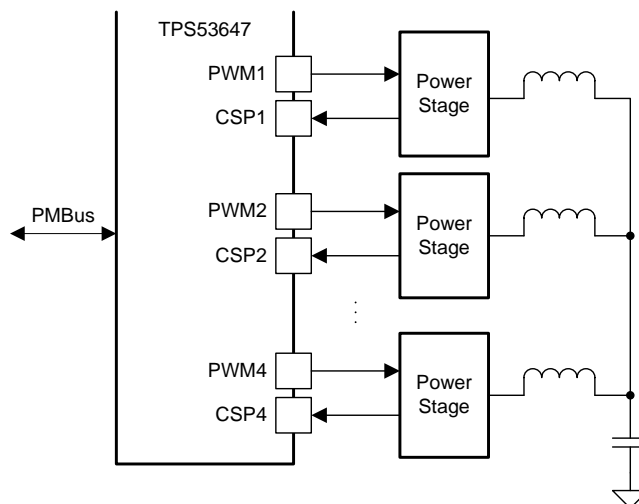 TPS53647
PWM1
CSP1
Power
Stage
PMBus
PWM2
CSP2
Power
Stage
PWM4
CSP4
Power
Stage